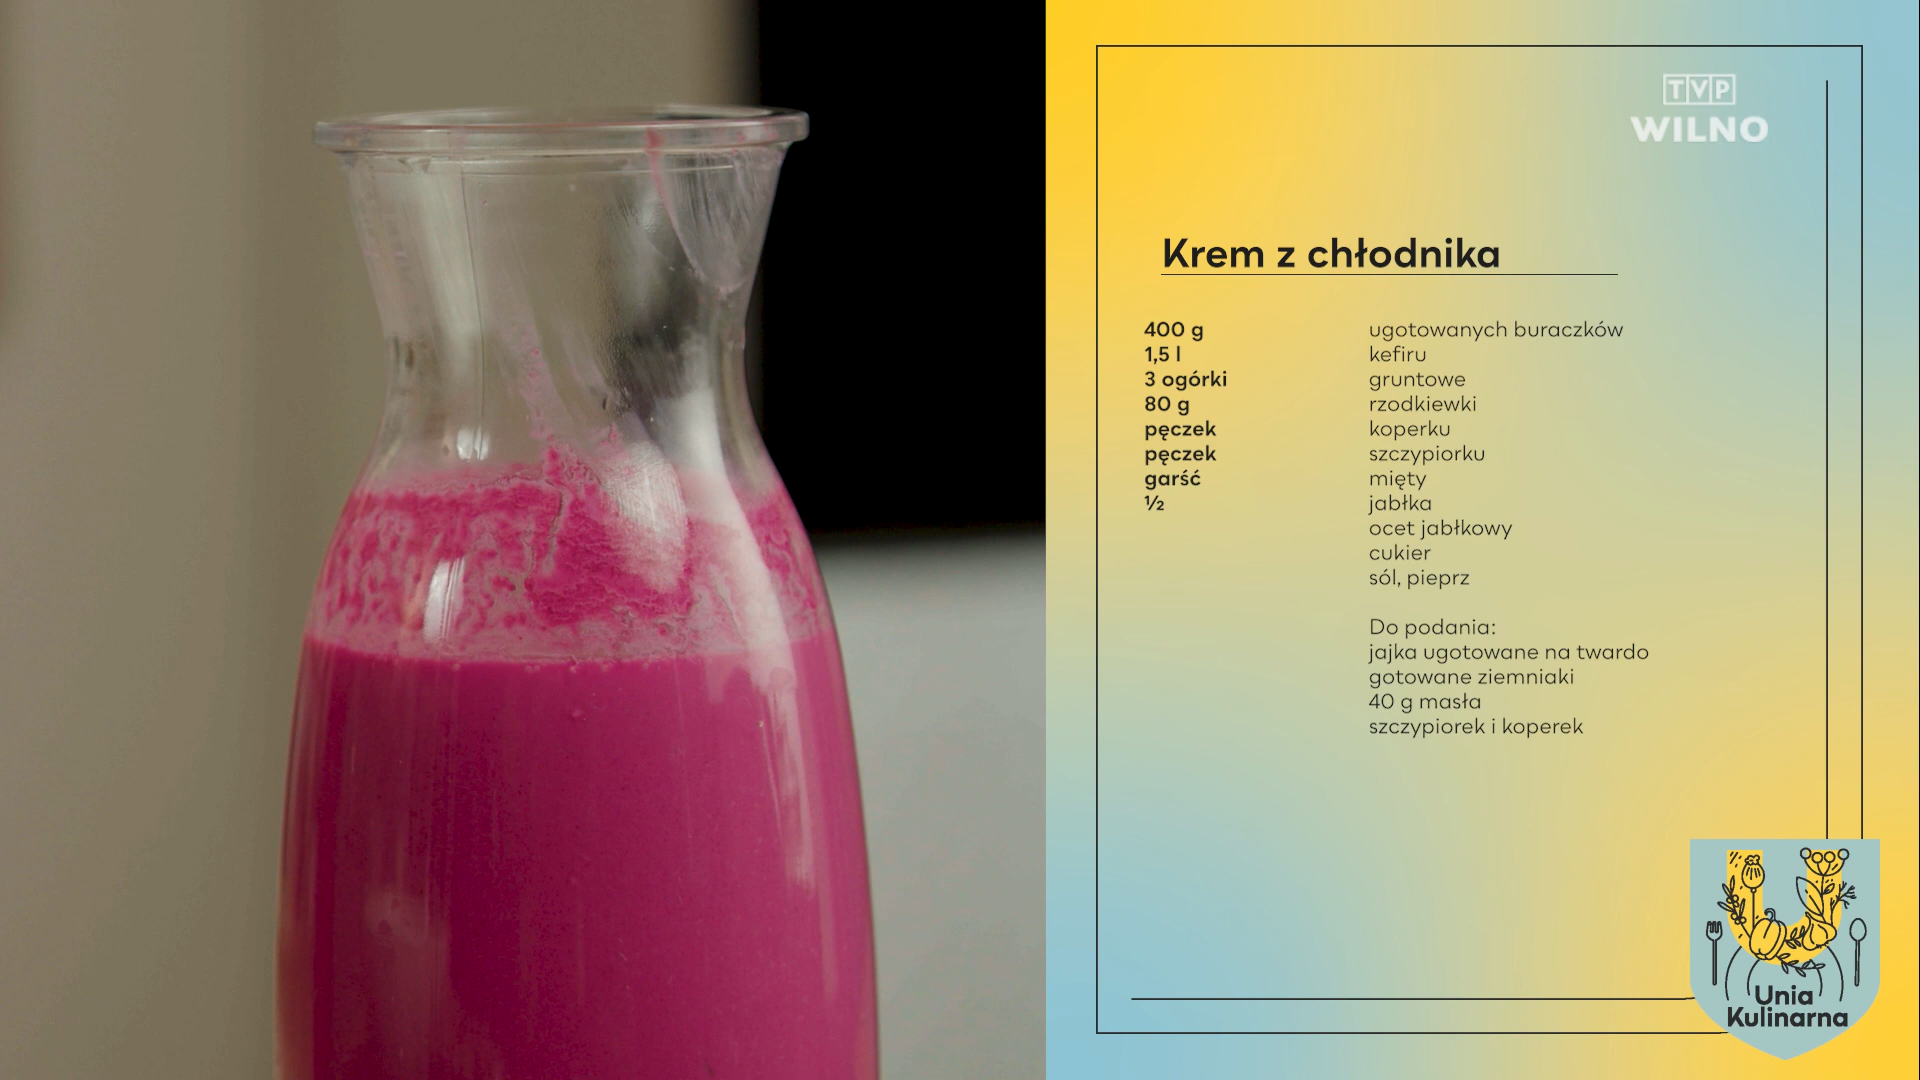 TVP
WILNO
Krem z chłodnika
400 g ugotowanych buraczków
1,5 l kefiru
3 ogórki gruntowe
80 g rzodkiewki
pęczek koperku
pęczek szczypiorku
garść mięty
½ jabłka
ocet jabłkowy
cukier
sól, pieprz
Do podania:
jajka ugotowane na twardo
gotowane ziemniaki
40 g masła
szczypiorek i koperek
Unia
Kulinarna